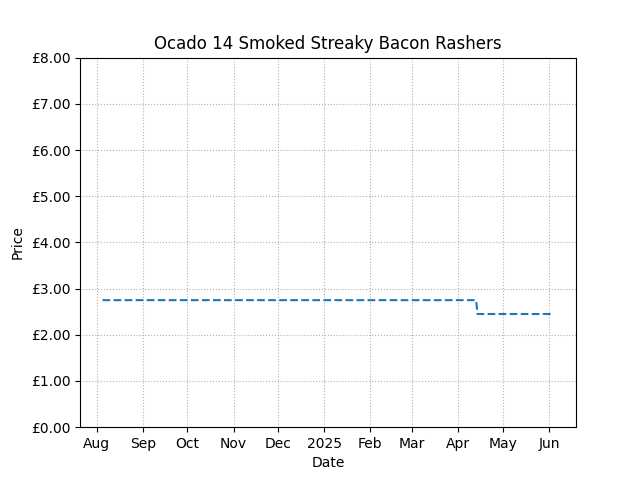 Ocado 14 Smoked Streaky Bacon Rashers
£8.00
£7.00
£6.00
£5.00
£4.00
£3.00
£2.00
£1.00
£0.00
Price
Aug Sep Oct Nov Dec 2025 Feb Mar Apr May Jun
Date